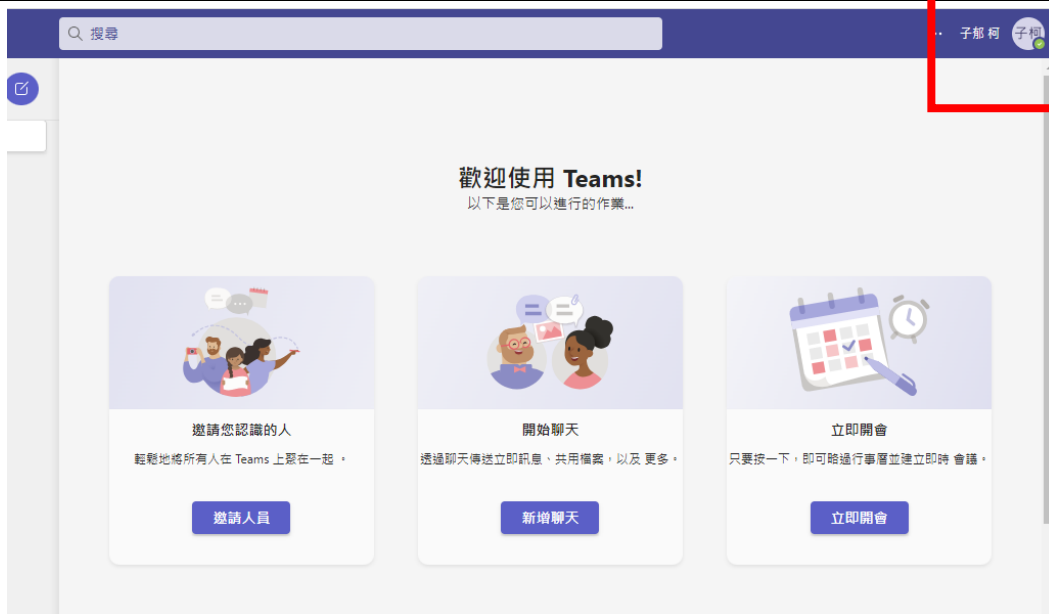 搜尋
子郁 柯
子柯
歡迎使用 Teams!
以下是您可以進行的作業...
邀請您認識的人
輕鬆地將所有人在 Teams 上聚在一起 。
邀請人員
開始聊天
透過聊天傳送立即訊息、共用檔案，以及 更多。
新增聊天
立即開會
只要按一下，即可略過行事曆並建立即時 會議。
立即開會